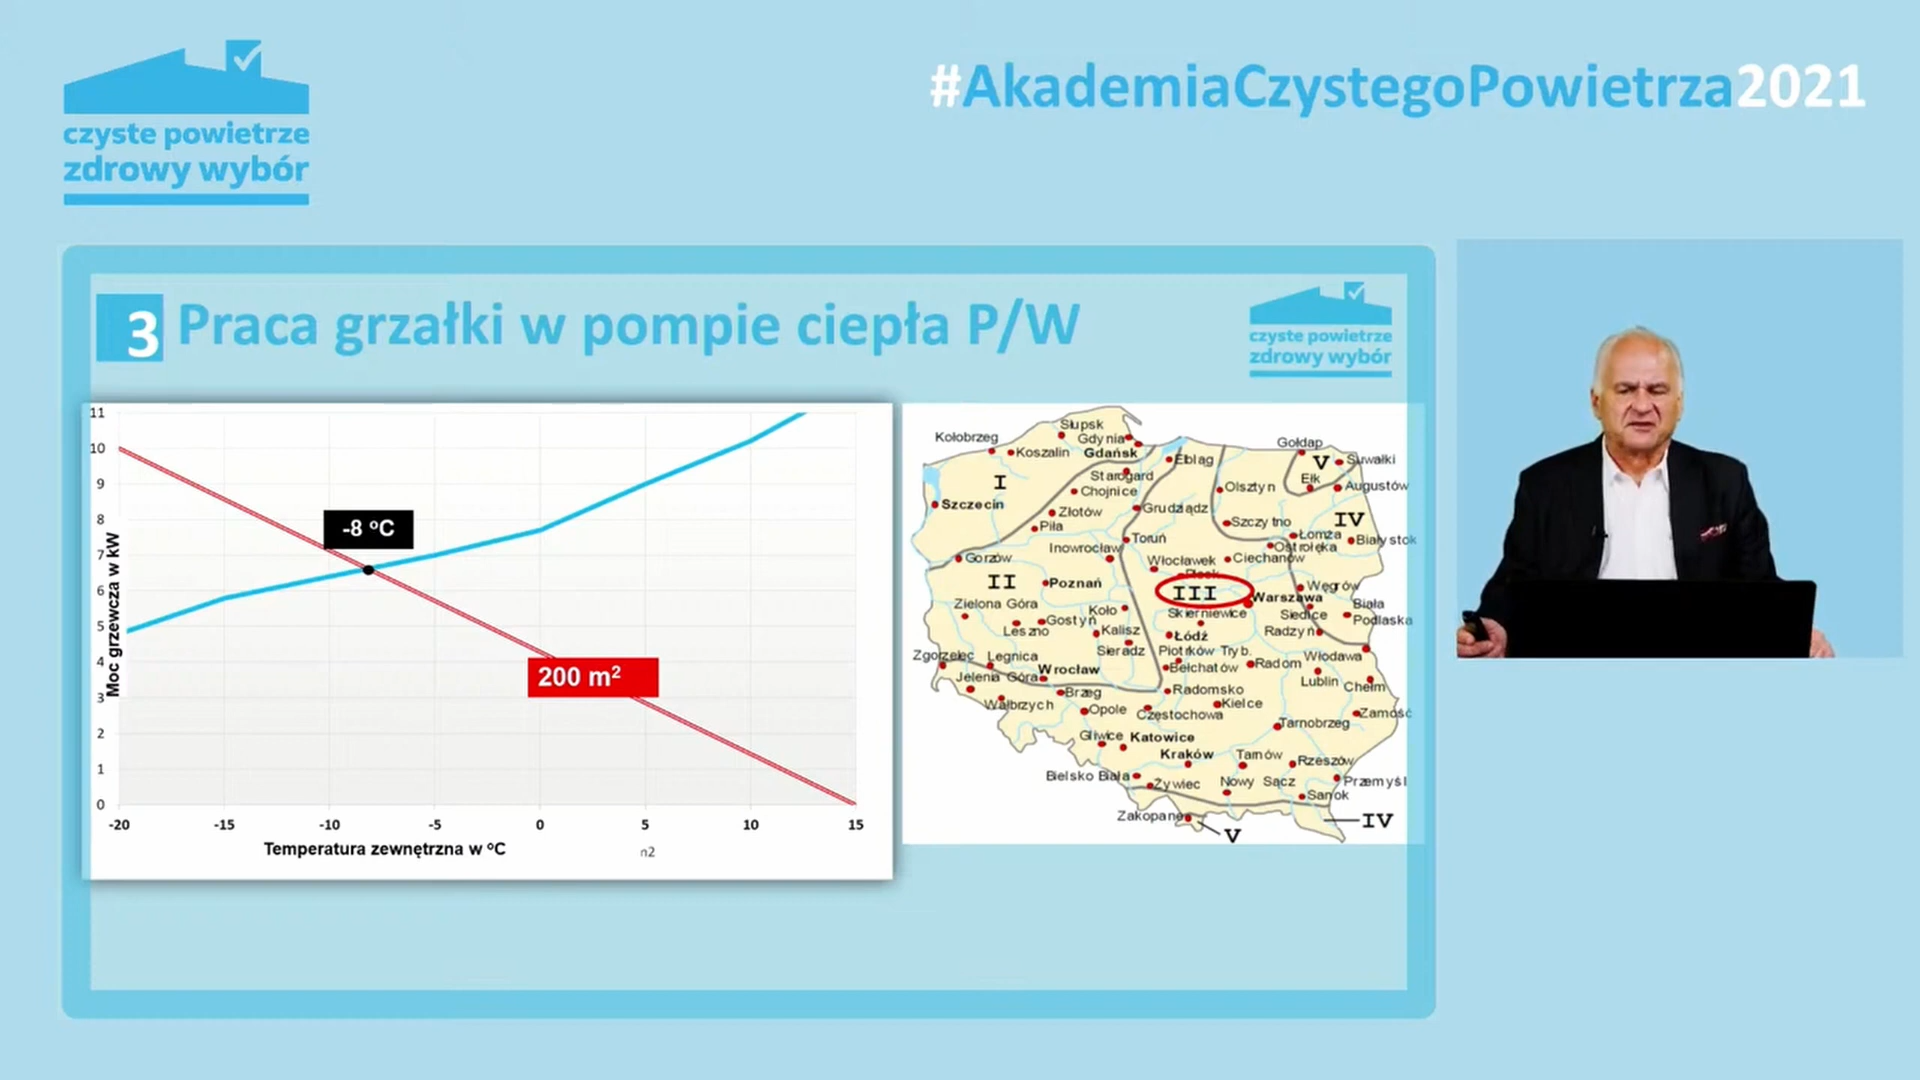 czyste powietrze
zdrowy wybór
#AkademiaCzystegoPowietrza2021
3 Praca grzałki w pompie ciepła P/W
czyste powietrze
zdrowy wybór
11
10
9
8
7
6
5
4
3
2
1
0
Moc grzewcza w kW
-8 °C
200 m²
-20 -15 -10 -5 0 5 10 15
Temperatura zewnętrzna w °C
n2
Słupsk
Kołobrzeg
Gdynia
Gołdap
Koszalin
Gdańsk
Elbląg
V
Suwałki
I
Starogard
Ełk
Chojnice
Olsztyn
Augustów
Szczecin
Złotów
Grudziądz
IV
Piła
Szczytno
Łomża
Białystok
Inowrocław
Toruń
Ostrołęka
Gorzów
Włocławek
Ciechanów
II
Poznań
III
Węgrów
Warszawa
Zielona Góra
Koło
Skierniewice
Siedlce
Biała
Podlaska
Leszno
Gostyń
Kalisz
Łódź
Radzyń
Sieradz
Piotrków Tryb.
Zgorzelec
Legnica
Wrocław
Bełchatów
Radom
Włodawa
Jelenia Góra
Brzeg
Radomsko
Lublin
Chełm
Wałbrzych
Opole
Częstochowa
Kielce
Tarnobrzeg
Zamość
Gliwice
Katowice
Kraków
Tarnów
Rzeszów
Bielsko Biała
Żywiec
Nowy Sącz
Przemyśl
Sanok
Zakopane
V
IV